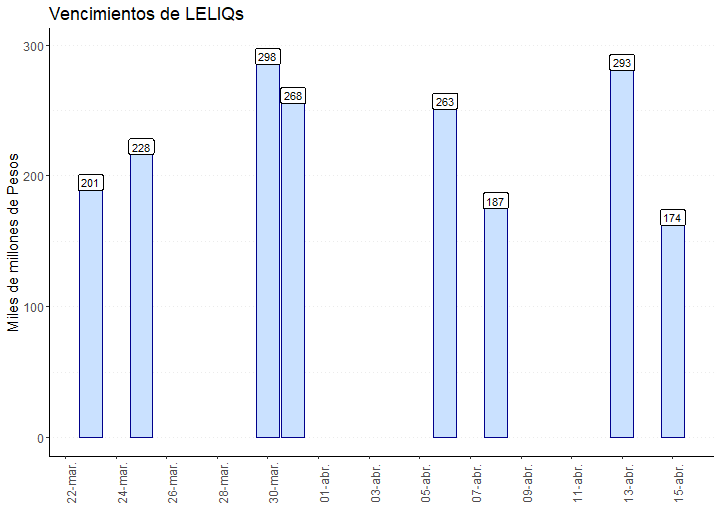 Vencimientos de LELIQs
Miles de millones de Pesos
300
200
100
0
201
228
298
268
263
187
293
174
22-mar.
24-mar.
26-mar.
28-mar.
30-mar.
01-abr.
03-abr.
05-abr.
07-abr.
09-abr.
11-abr.
13-abr.
15-abr.